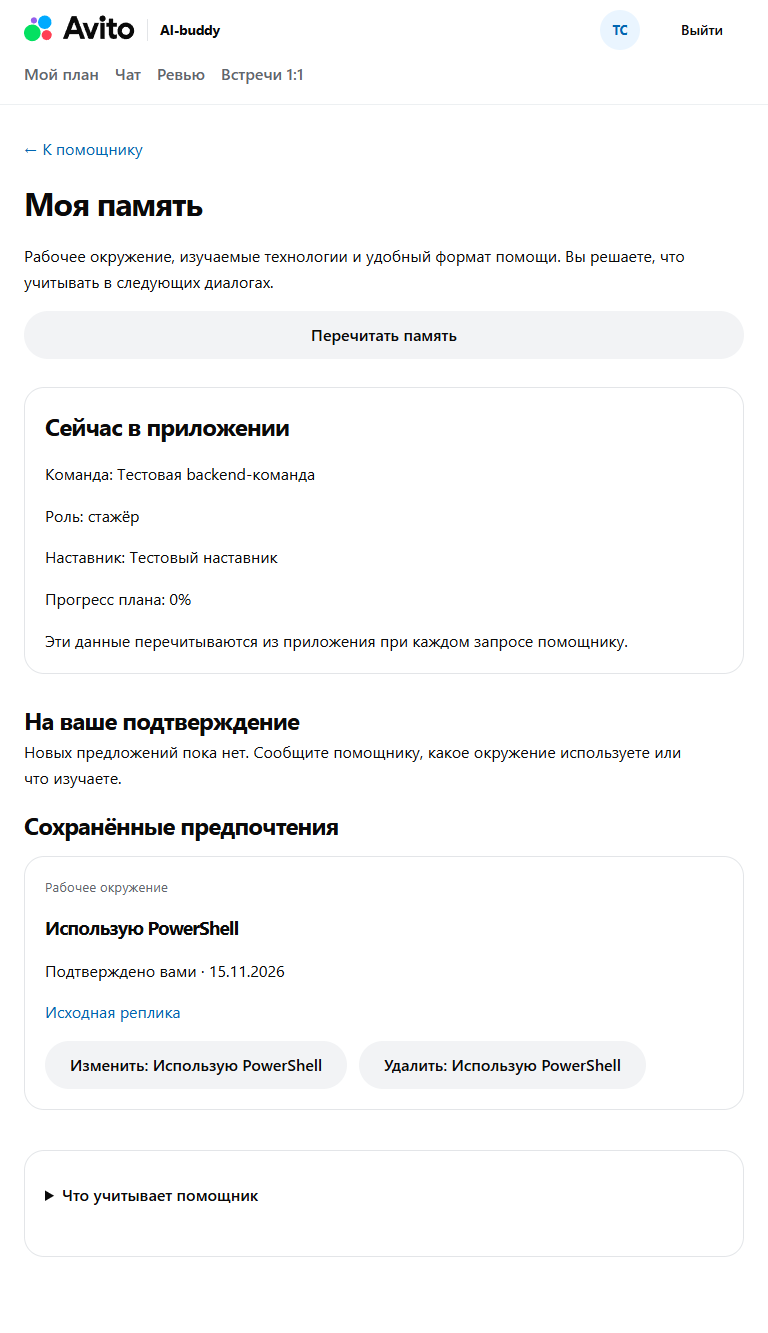 Avito
AI-buddy
TC
Выйти
Мой план
Чат
Ревью
Встречи 1:1
← К помощнику
Моя память
Рабочее окружение, изучаемые технологии и удобный формат помощи. Вы решаете, что
учитывать в следующих диалогах.
Перечитать память
Сейчас в приложении
Команда: Тестовая backend-команда
Роль: стажёр
Наставник: Тестовый наставник
Прогресс плана: 0%
Эти данные перечитываются из приложения при каждом запросе помощнику.
На ваше подтверждение
Новых предложений пока нет. Сообщите помощнику, какое окружение используете или
что изучаете.
Сохранённые предпочтения
Рабочее окружение
Использую PowerShell
Подтверждено вами · 15.11.2026
Исходная реплика
Изменить: Использую PowerShell
Удалить: Использую PowerShell
Что учитывает помощник